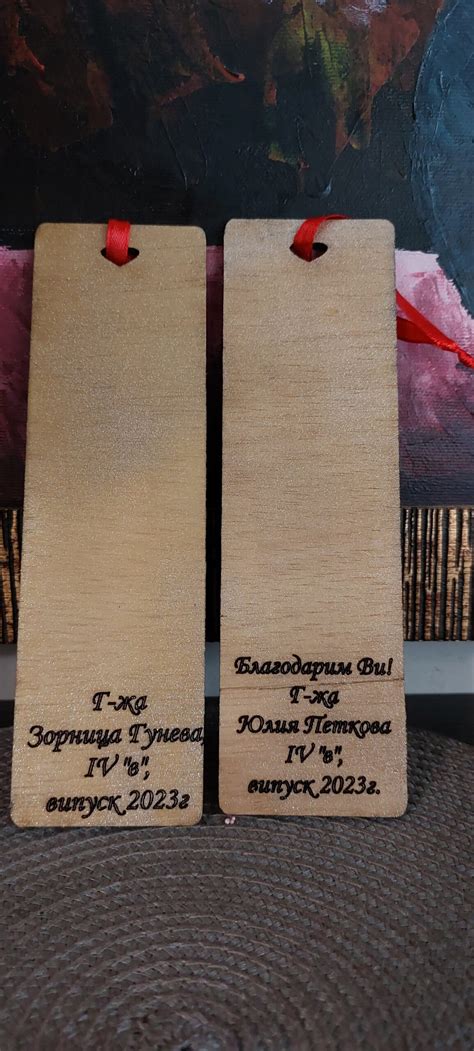 Г-жа
Зорница Гунева,
IV "в",
випуск 2023г
Благодарим Ви!
Г-жа
Юлия Петкова
IV "в",
випуск 2023г.